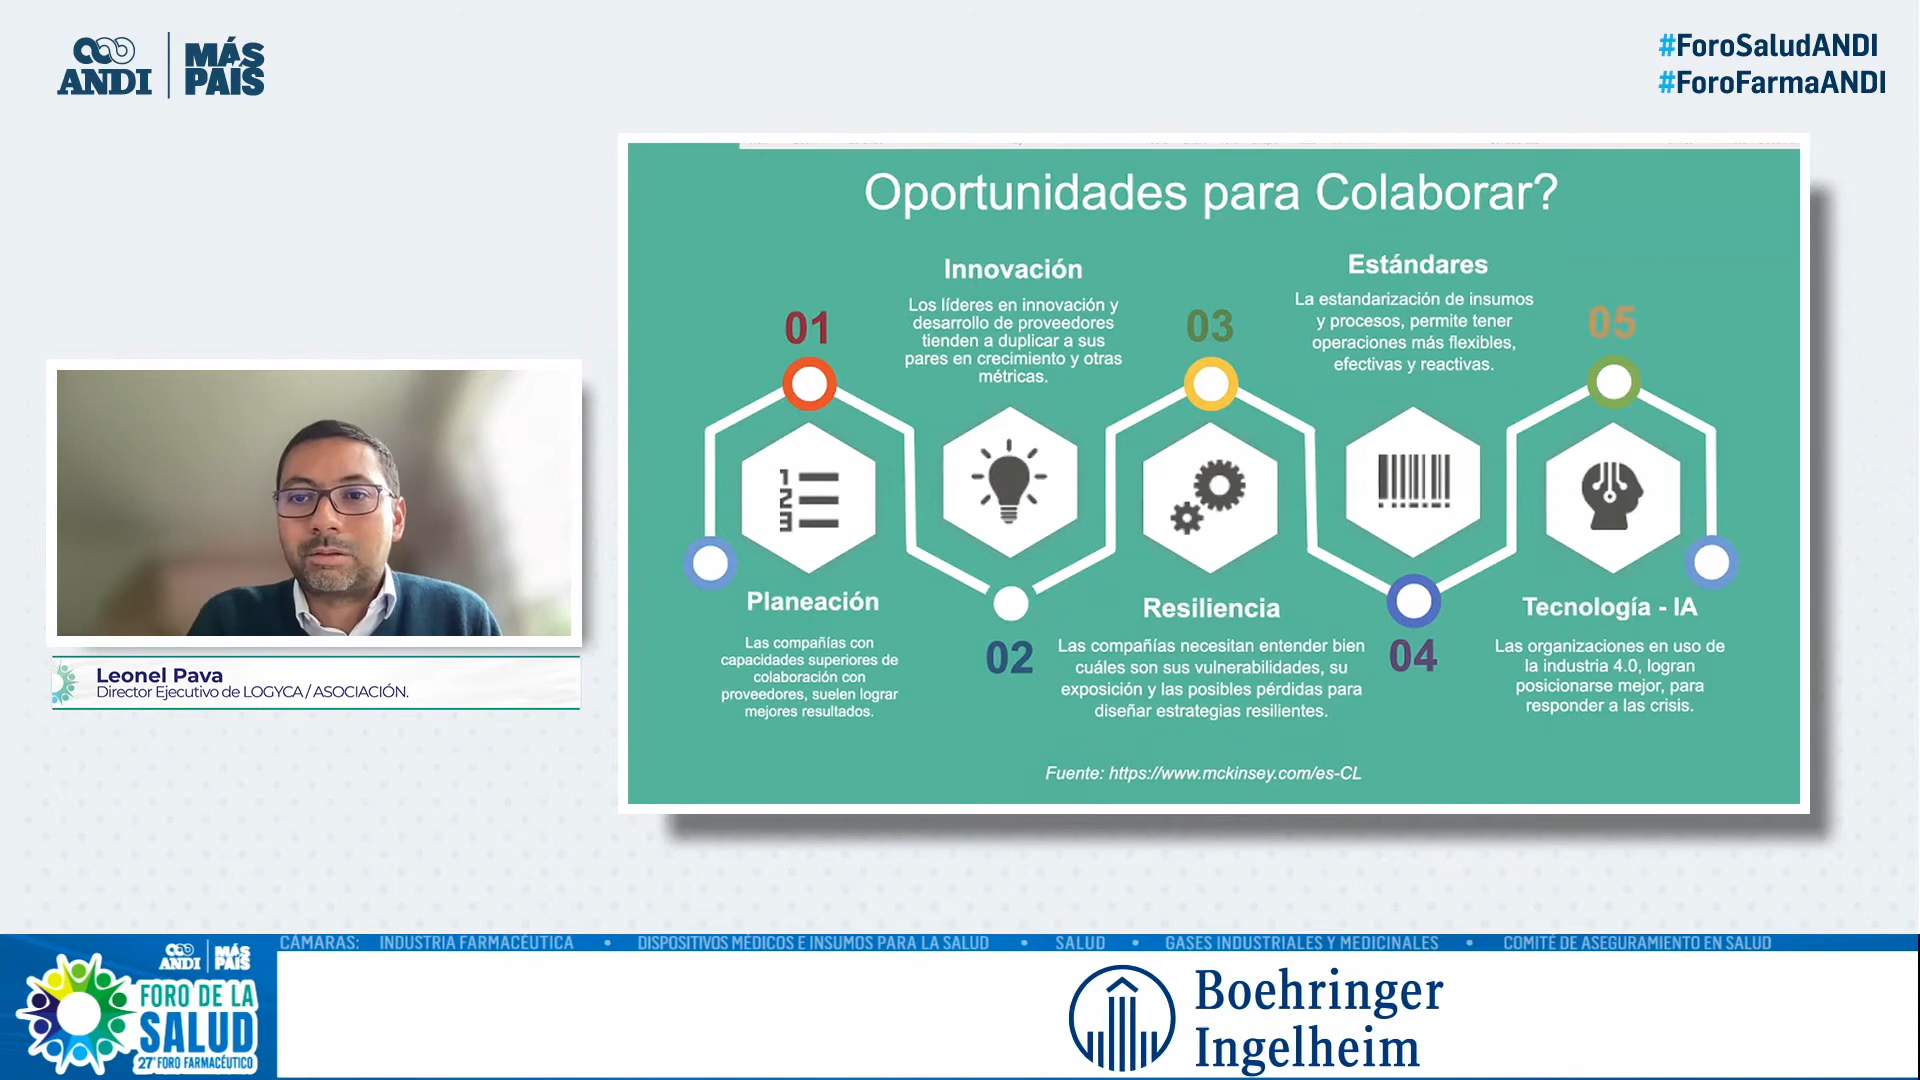 ANDI
MÁS
PAÍS
#ForoSaludANDI
#ForoFarmaANDI
Oportunidades para Colaborar?
01
Innovación
Los líderes en innovación y
desarrollo de proveedores
tienden a duplicar a sus
pares en crecimiento y otras
métricas.
03
Estándares
La estandarización de insumos
y procesos, permite tener
operaciones más flexibles,
efectivas y reactivas.
05
Planeación
Las compañías con
capacidades superiores de
colaboración con
proveedores, suelen lograr
mejores resultados.
02
Resiliencia
Las compañías necesitan entender bien
cuáles son sus vulnerabilidades, su
exposición y las posibles pérdidas para
diseñar estrategias resilientes.
04
Tecnología - IA
Las organizaciones en uso de
la industria 4.0, logran
posicionarse mejor, para
responder a las crisis.
Fuente: https://www.mckinsey.com/es-CL
Leonel Pava
Director Ejecutivo de LOGYCA / ASOCIACIÓN.
CÁMARAS: INDUSTRIA FARMACÉUTICA • DISPOSITIVOS MÉDICOS E INSUMOS PARA LA SALUD • SALUD • GASES INDUSTRIALES Y MEDICINALES • COMITÉ DE ASEGURAMIENTO EN SALUD
ANDI
MÁS
PAÍS
FORO DE LA
SALUD
27° FORO FARMACÉUTICO
Boehringer
Ingelheim